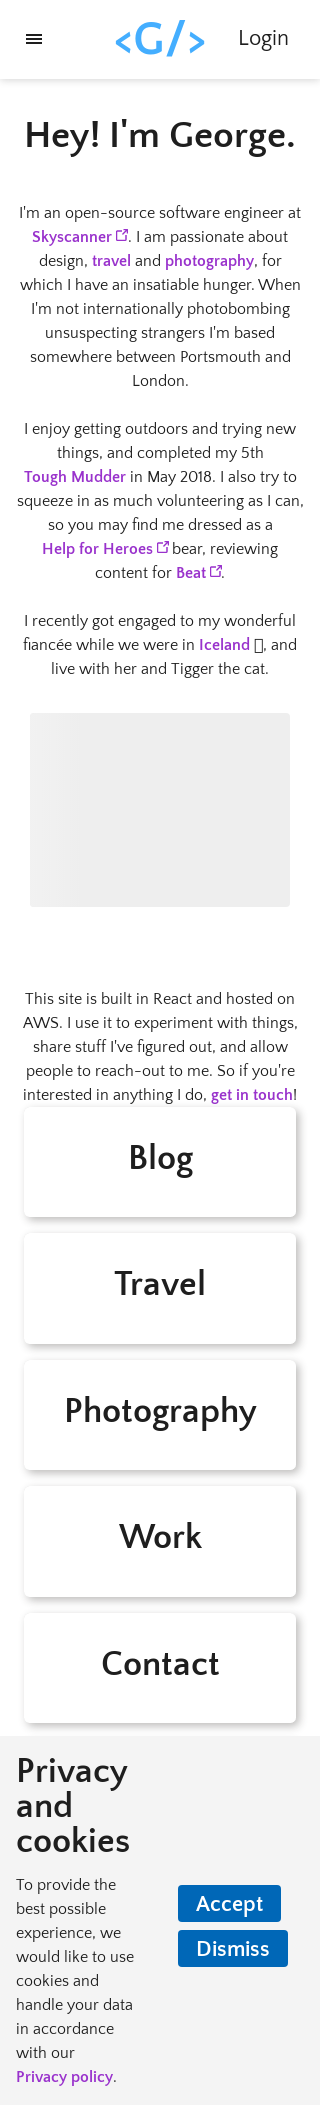 <G/>
Login
Hey! I'm George.
I'm an open-source software engineer at
Skyscanner. I am passionate about
design, travel and photography, for
which I have an insatiable hunger. When
I'm not internationally photobombing
unsuspecting strangers I'm based
somewhere between Portsmouth and
London.
I enjoy getting outdoors and trying new
things, and completed my 5th
Tough Mudder in May 2018. I also try to
squeeze in as much volunteering as I can,
so you may find me dressed as a
Help for Heroes bear, reviewing
content for Beat.
I recently got engaged to my wonderful
fiancée while we were in Iceland , and
live with her and Tigger the cat.
This site is built in React and hosted on
AWS. I use it to experiment with things,
share stuff I've figured out, and allow
people to reach-out to me. So if you're
interested in anything I do, get in touch!
Blog
Travel
Photography
Work
Contact
Privacy
and
cookies
To provide the
best possible
experience, we
would like to use
cookies and
handle your data
in accordance
with our
Privacy policy.
Accept
Dismiss